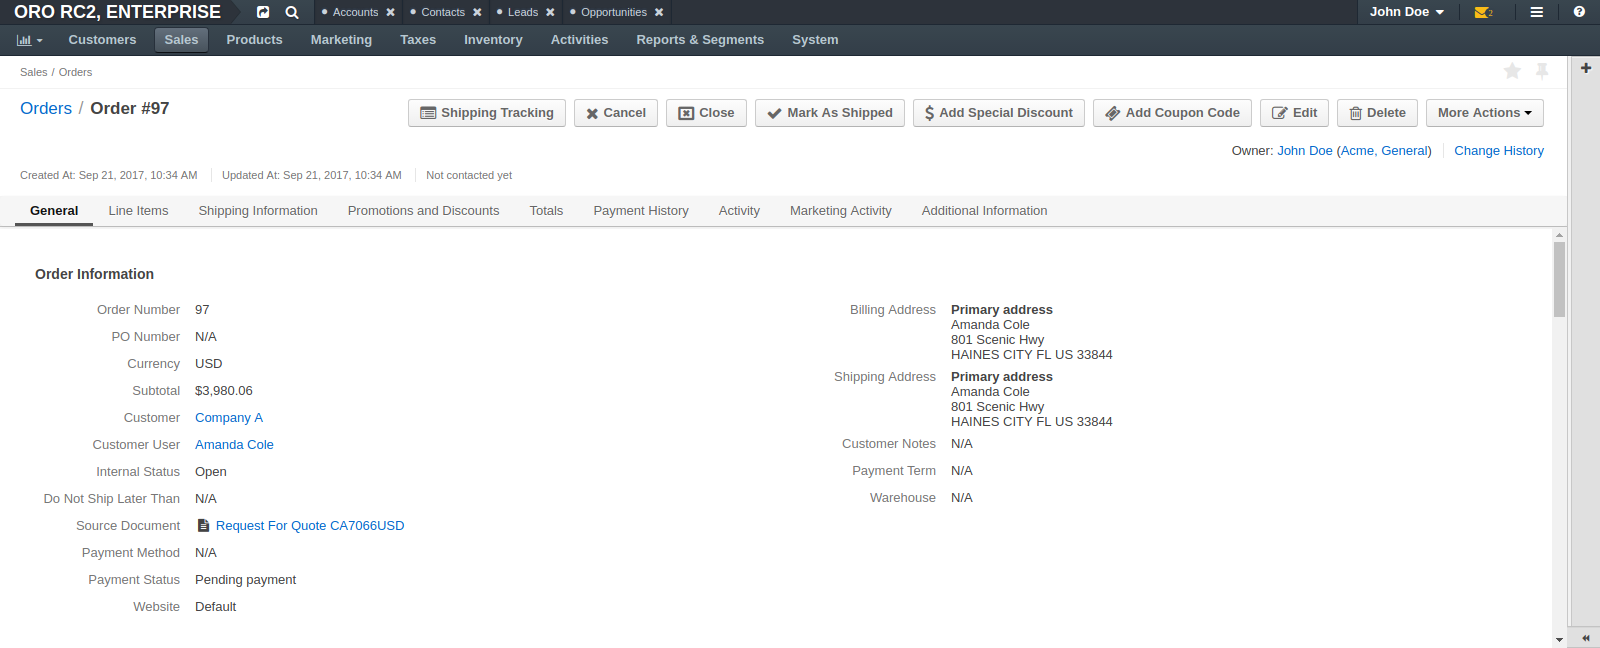 ORO RC2, ENTERPRISE
Accounts
Contacts
Leads
Opportunities
John Doe
2
Customers
Sales
Products
Marketing
Taxes
Inventory
Activities
Reports & Segments
System
Sales / Orders
Orders / Order #97
Shipping Tracking
Cancel
Close
Mark As Shipped
Add Special Discount
Add Coupon Code
Edit
Delete
More Actions
Owner: John Doe (Acme, General)
Change History
Created At: Sep 21, 2017, 10:34 AM
Updated At: Sep 21, 2017, 10:34 AM
Not contacted yet
General
Line Items
Shipping Information
Promotions and Discounts
Totals
Payment History
Activity
Marketing Activity
Additional Information
Order Information
Order Number 97
PO Number N/A
Currency USD
Subtotal $3,980.06
Customer Company A
Customer User Amanda Cole
Internal Status Open
Do Not Ship Later Than N/A
Source Document Request For Quote CA7066USD
Payment Method N/A
Payment Status Pending payment
Website Default
Billing Address Primary address
Amanda Cole
801 Scenic Hwy
HAINES CITY FL US 33844
Shipping Address Primary address
Amanda Cole
801 Scenic Hwy
HAINES CITY FL US 33844
Customer Notes N/A
Payment Term N/A
Warehouse N/A